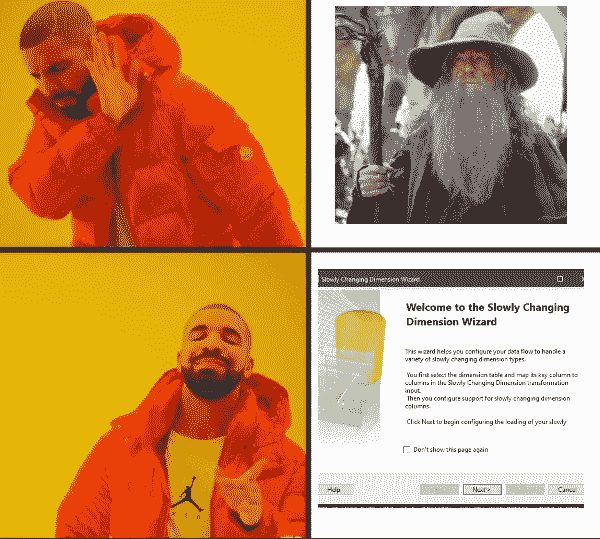 Slowly Changing Dimension Wizard
Welcome to the Slowly Changing
Dimension Wizard
This wizard helps you configure your data flow to handle a
variety of slowly changing dimension types.
You first select the dimension table and map its key column to
columns in the Slowly Changing Dimension transformation
input.
Then you configure support for slowly changing dimension
columns.
Click Next to begin configuring the loading of your slowly
Don't show this page again
Help
Next >
Cancel